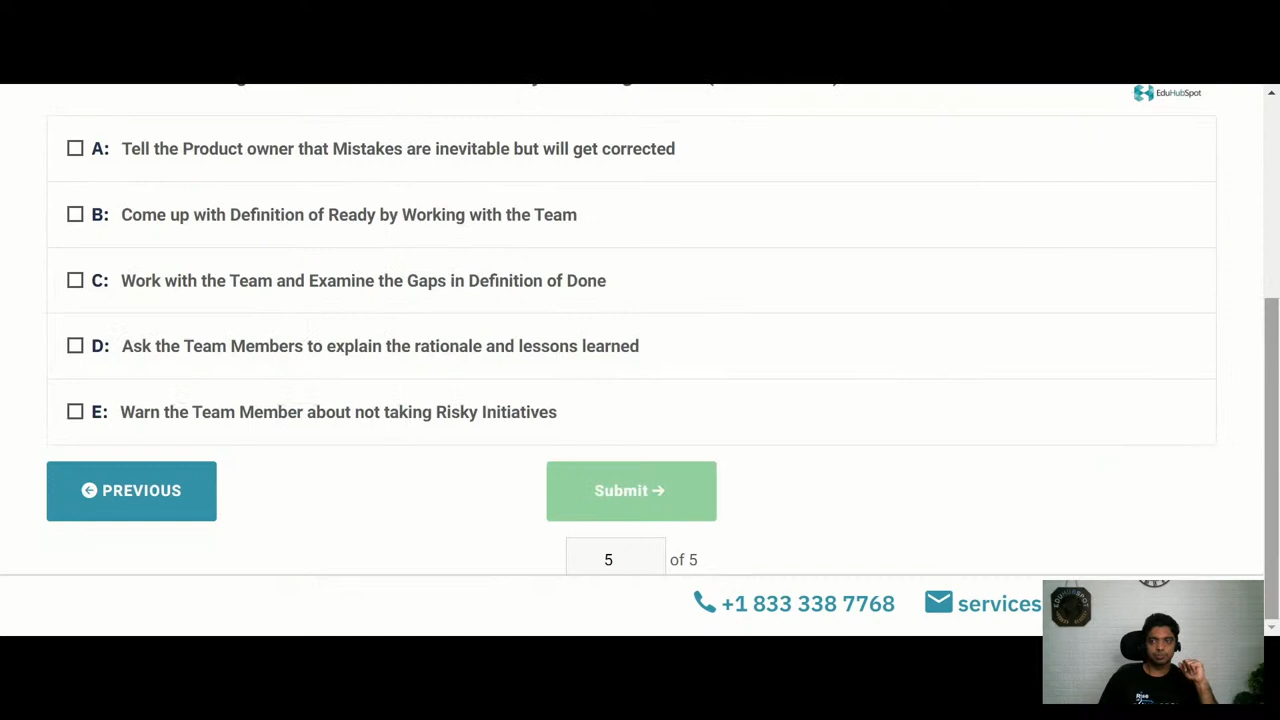 EduHubSpot
A: Tell the Product owner that Mistakes are inevitable but will get corrected
B: Come up with Definition of Ready by Working with the Team
C: Work with the Team and Examine the Gaps in Definition of Done
D: Ask the Team Members to explain the rationale and lessons learned
E: Warn the Team Member about not taking Risky Initiatives
PREVIOUS
Submit
5 of 5
+1 833 338 7768
services
EDUHUBSPOT
Rise